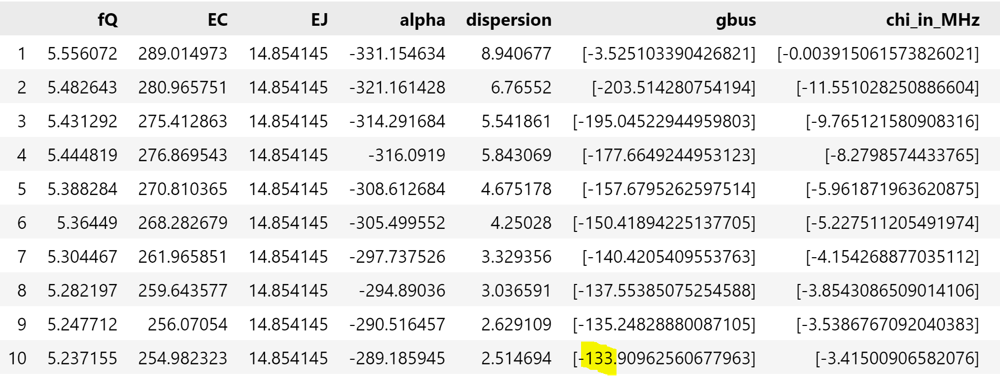 fQ EC EJ alpha dispersion gbus chi_in_MHz
1 5.556072 289.014973 14.854145 -331.154634 8.940677 [-3.525103390426821] [-0.003915061573826021]
2 5.482643 280.965751 14.854145 -321.161428 6.76552 [-203.514280754194] [-11.551028250886604]
3 5.431292 275.412863 14.854145 -314.291684 5.541861 [-195.04522944959803] [-9.765121580908316]
4 5.444819 276.869543 14.854145 -316.0919 5.843069 [-177.6649244953123] [-8.2798574433765]
5 5.388284 270.810365 14.854145 -308.612684 4.675178 [-157.6795262597514] [-5.961871963620875]
6 5.36449 268.282679 14.854145 -305.499552 4.25028 [-150.41894225137705] [-5.227511205491974]
7 5.304467 261.965851 14.854145 -297.737526 3.329356 [-140.4205409553763] [-4.154268877035112]
8 5.282197 259.643577 14.854145 -294.89036 3.036591 [-137.55385075254588] [-3.8543086509014106]
9 5.247712 256.07054 14.854145 -290.516457 2.629109 [-135.24828880087105] [-3.5386767092040383]
10 5.237155 254.982323 14.854145 -289.185945 2.514694 [-133.90962560677963] [-3.41500906582076]